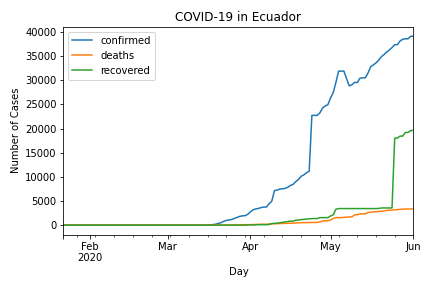 COVID-19 in Ecuador
confirmed
deaths
recovered
Number of Cases
40000
35000
30000
25000
20000
15000
10000
5000
0
Feb Mar Apr May Jun
2020
Day